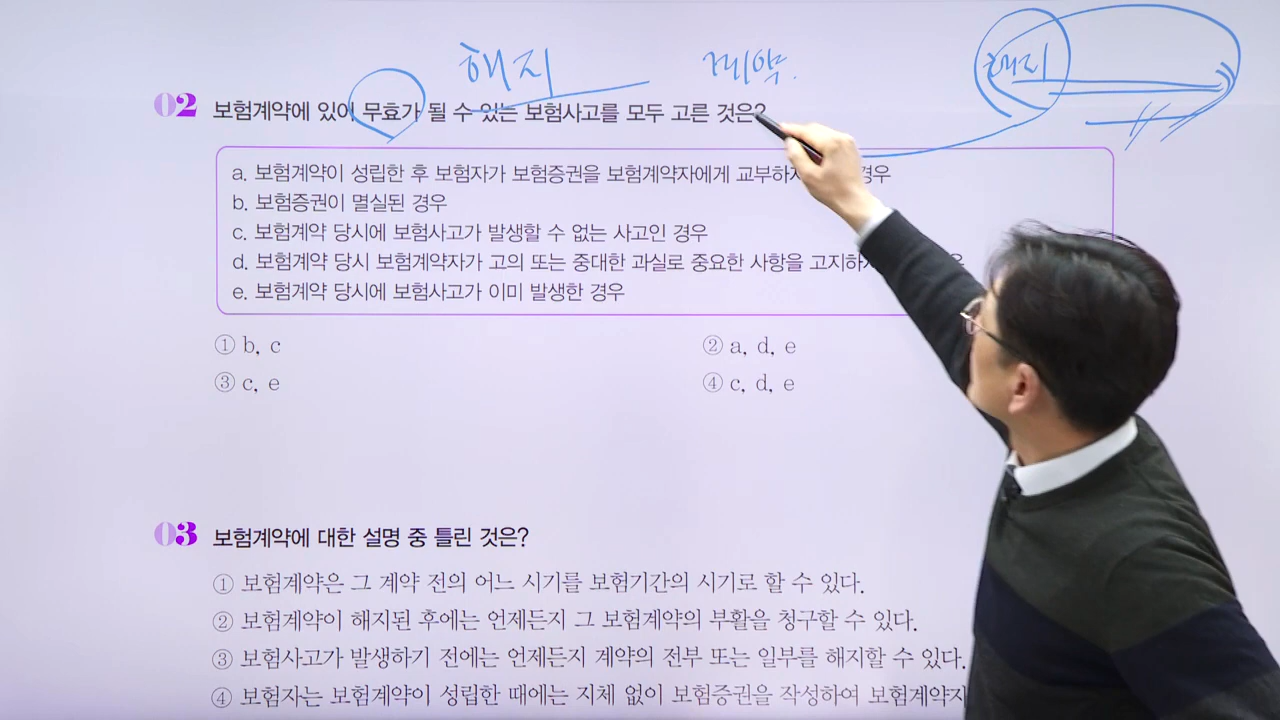 해지 계약. 해지
02 보험계약에 있어 무효가 될 수 있는 보험사고를 모두 고른 것은?
a. 보험계약이 성립한 후 보험자가 보험증권을 보험계약자에게 교부하지 경우
b. 보험증권이 멸실된 경우
c. 보험계약 당시에 보험사고가 발생할 수 없는 사고인 경우
d. 보험계약 당시 보험계약자가 고의 또는 중대한 과실로 중요한 사항을 고지하지
e. 보험계약 당시에 보험사고가 이미 발생한 경우
① b, c ② a, d, e
③ c, e ④ c, d, e
03 보험계약에 대한 설명 중 틀린 것은?
① 보험계약은 그 계약 전의 어느 시기를 보험기간의 시기로 할 수 있다.
② 보험계약이 해지된 후에는 언제든지 그 보험계약의 부활을 청구할 수 있다.
③ 보험사고가 발생하기 전에는 언제든지 계약의 전부 또는 일부를 해지할 수 있다.
④ 보험자는 보험계약이 성립한 때에는 지체 없이 보험증권을 작성하여 보험계약자